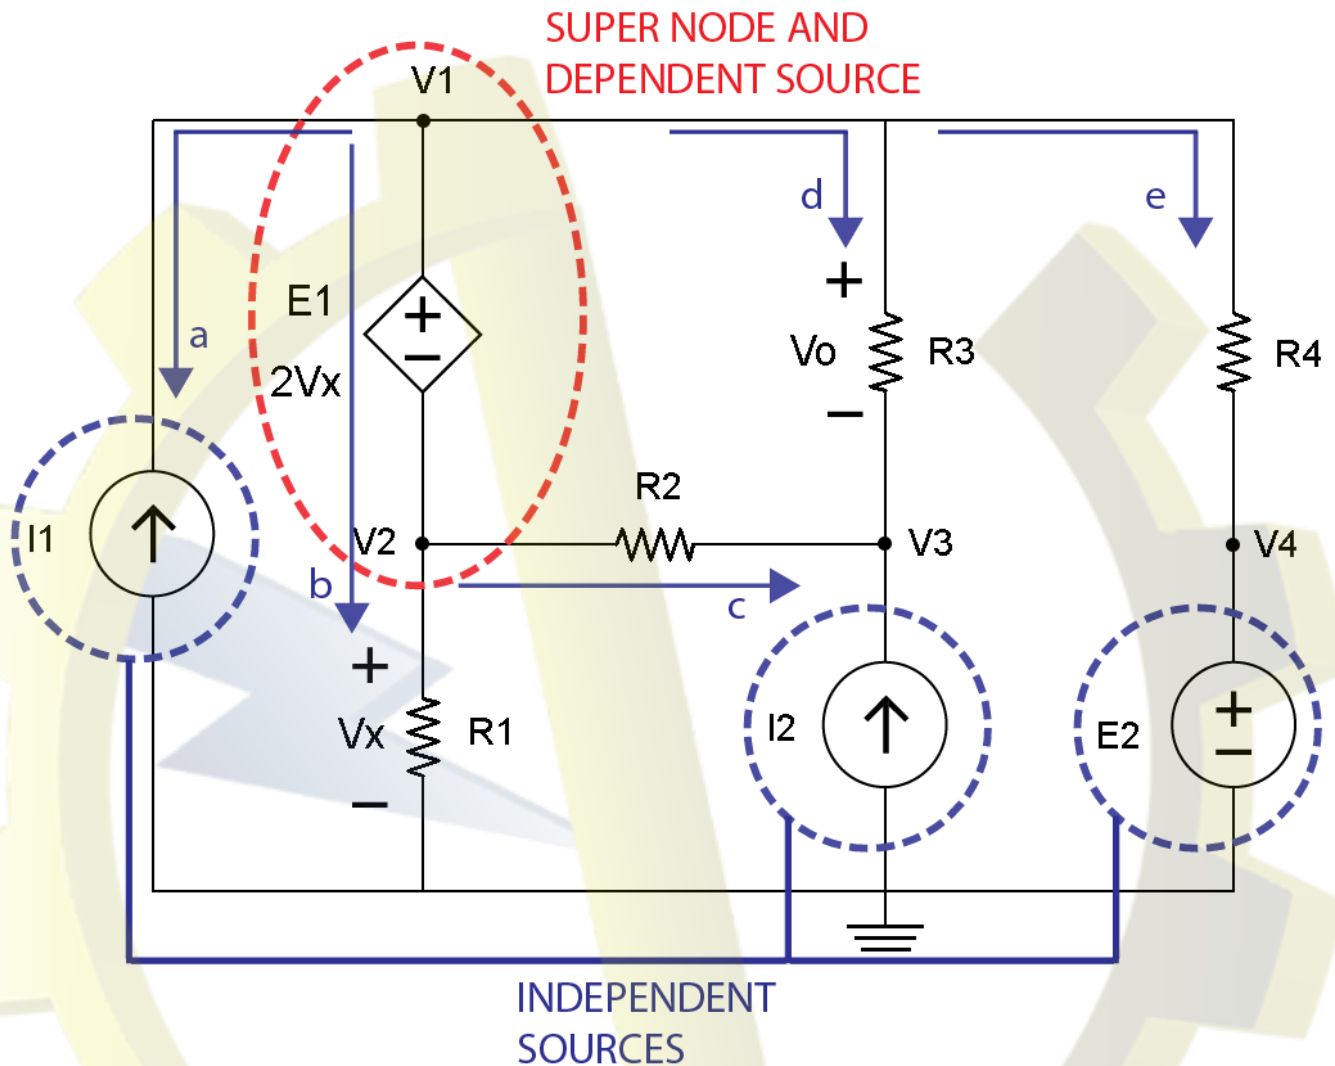 SUPER NODE AND
DEPENDENT SOURCE
V1
d
e
a
E1
2Vx
+
−
+
Vo
−
R3
R4
R2
I1
V2
V3
V4
b
c
+
Vx
−
R1
I2
E2
+
−
INDEPENDENT
SOURCES